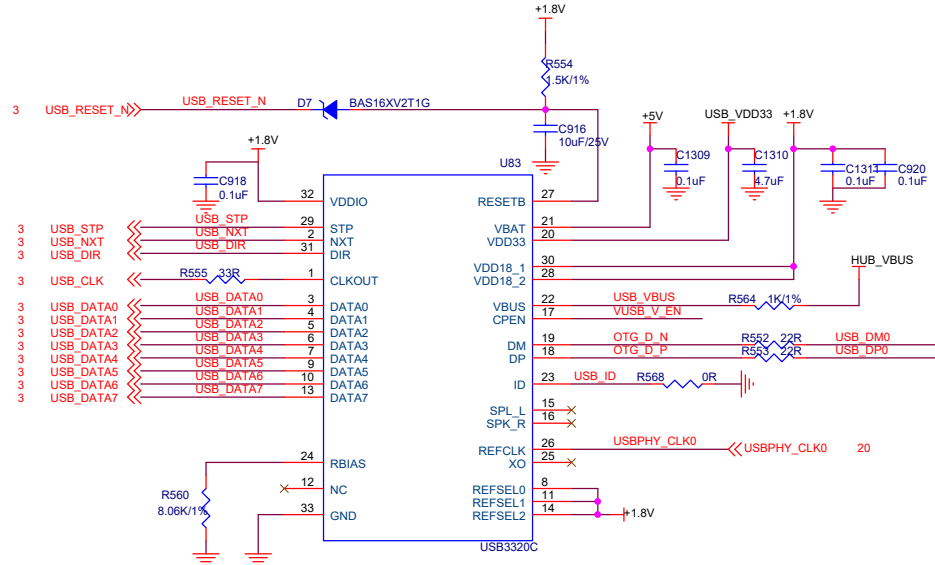 +1.8V
R554
1.5K/1%
3 USB_RESET_N USB_RESET_N D7 BAS16XV2T1G
C916
10uF/25V
+5V USB_VDD33 +1.8V
+1.8V
C918
0.1uF
C1309
0.1uF
C1310
4.7uF
C1311
0.1uF
C920
0.1uF
U83
32 VDDIO RESETB 27
3 USB_STP USB_STP 29 STP VBAT 21
3 USB_NXT USB_NXT 2 NXT VDD33 20
3 USB_DIR USB_DIR 31 DIR
VDD18_1 30
3 USB_CLK R555 33R 1 CLKOUT VDD18_2 28
HUB_VBUS
3 USB_DATA0 USB_DATA0 3 DATA0 VBUS 22 USB_VBUS R564 1K/1%
3 USB_DATA1 USB_DATA1 4 DATA1 CPEN 17 VUSB_V_EN
3 USB_DATA2 USB_DATA2 5 DATA2
3 USB_DATA3 USB_DATA3 6 DATA3 DM 19 OTG_D_N R552 22R USB_DM0
3 USB_DATA4 USB_DATA4 7 DATA4 DP 18 OTG_D_P R553 22R USB_DP0
3 USB_DATA5 USB_DATA5 9 DATA5
3 USB_DATA6 USB_DATA6 10 DATA6 ID 23 USB_ID R568 0R
3 USB_DATA7 USB_DATA7 13 DATA7
SPL_L 15
SPK_R 16
REFCLK 26 USBPHY_CLK0 USBPHY_CLK0 20
24 RBIAS XO 25
R560
8.06K/1%
12 NC REFSEL0 8
REFSEL1 11
33 GND REFSEL2 14 +1.8V
USB3320C